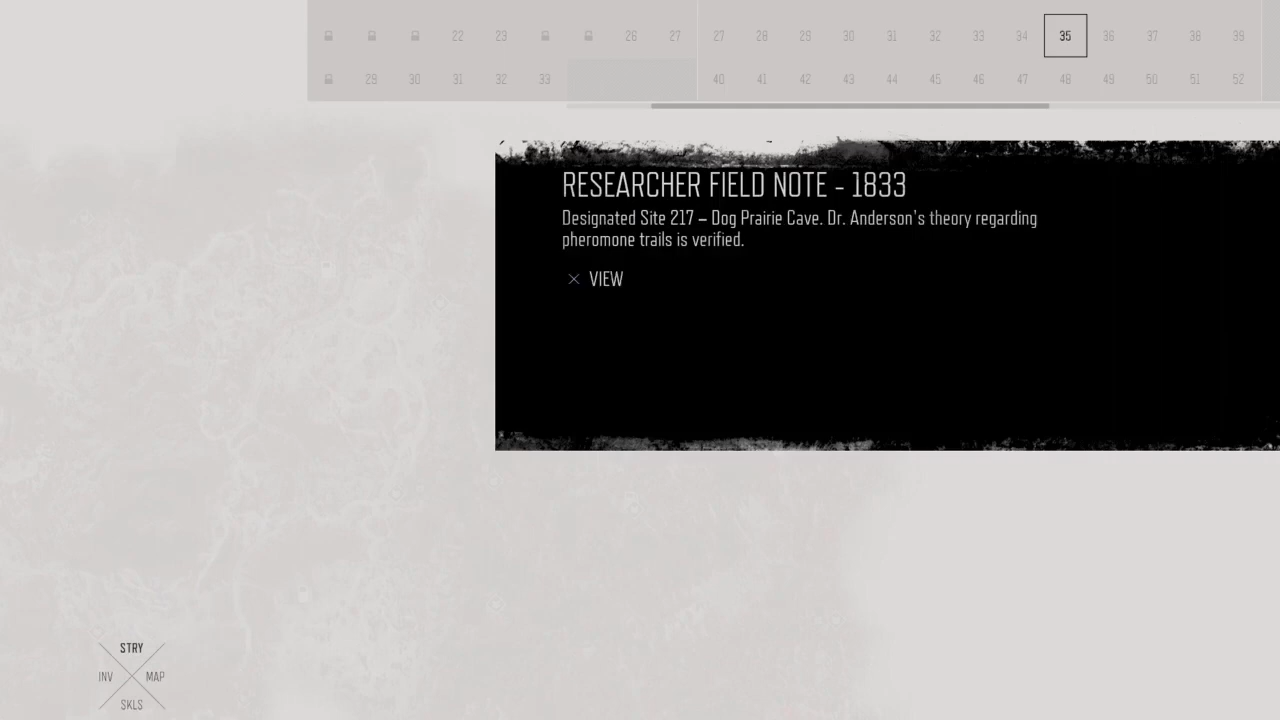 22 23 26 27 27 28 29 30 31 32 33 34 35 36 37 38 39
29 30 31 32 33 40 41 42 43 44 45 46 47 48 49 50 51 52
RESEARCHER FIELD NOTE - 1833
Designated Site 217 – Dog Prairie Cave. Dr. Anderson's theory regarding
pheromone trails is verified.
VIEW
STRY
INV MAP
SKLS